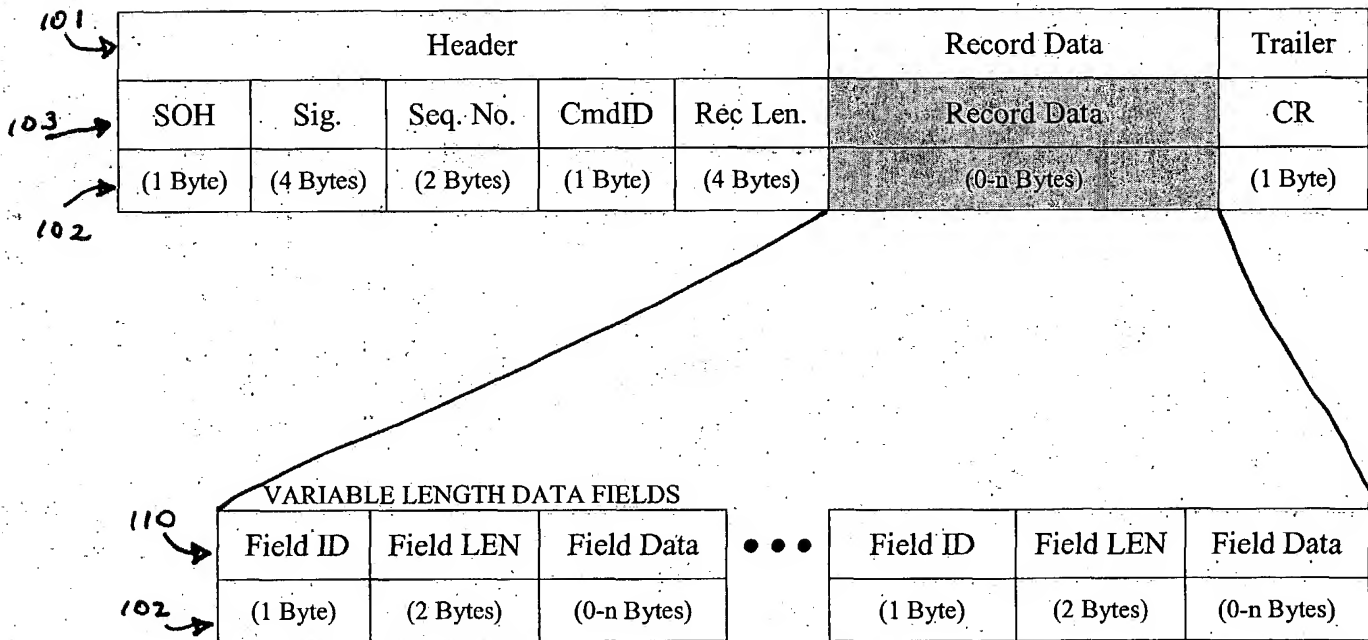 101 Header Record Data Trailer
103 SOH Sig. Seq. No. CmdID Rec Len. Record Data CR
102 (1 Byte) (4 Bytes) (2 Bytes) (1 Byte) (4 Bytes) (0-n Bytes) (1 Byte)
VARIABLE LENGTH DATA FIELDS
110 Field ID Field LEN Field Data ••• Field ID Field LEN Field Data
102 (1 Byte) (2 Bytes) (0-n Bytes) (1 Byte) (2 Bytes) (0-n Bytes)